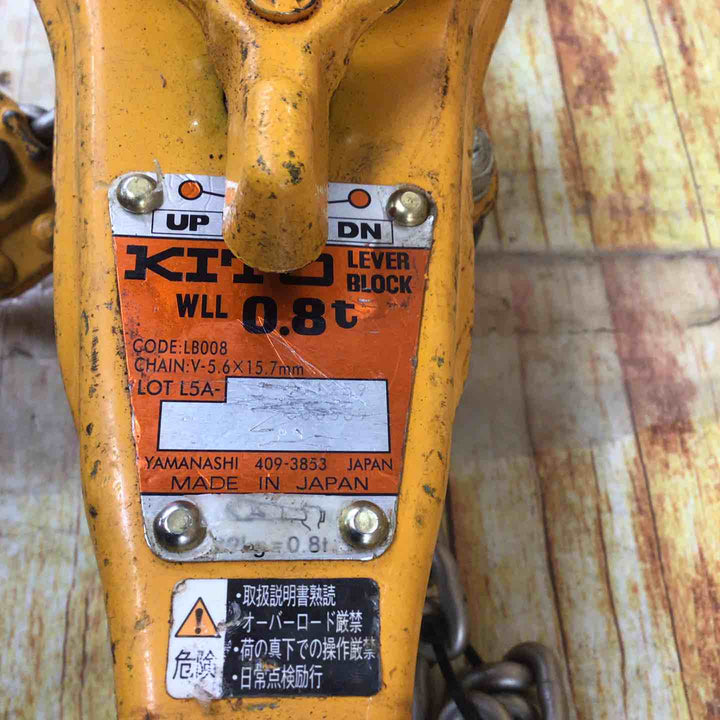 UP DN
KITO LEVER BLOCK
WLL 0.8t
CODE:LB008
CHAIN:V-5.6×15.7mm
LOT L5A-
YAMANASHI 409-3853 JAPAN
MADE IN JAPAN
=0.8t
危険
・取扱説明書熟読
・オーバーロード厳禁
・荷の真下での操作厳禁
・日常点検励行